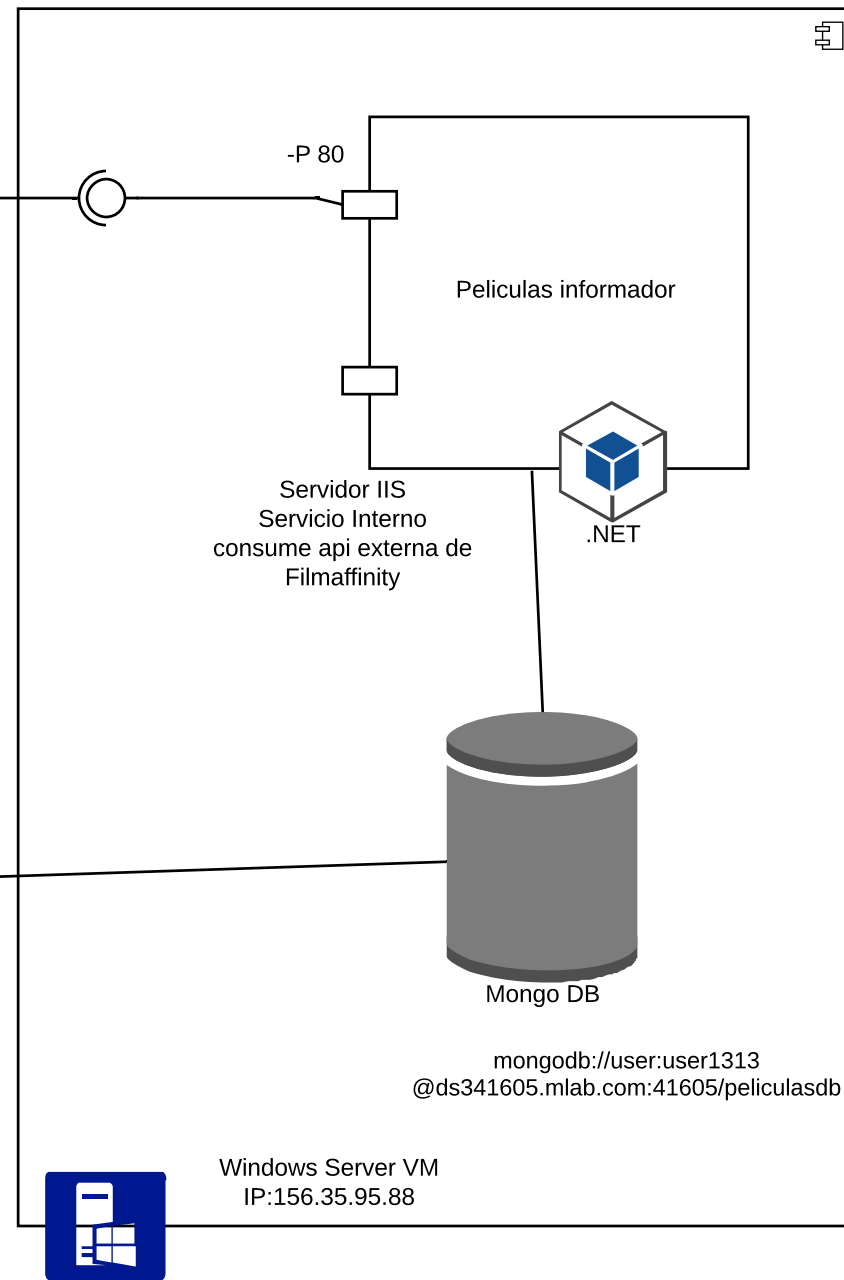 -P 80
Peliculas informador
Servidor IIS
Servicio Interno
consume api externa de
Filmaffinity
.NET
Mongo DB
mongodb://user:user1313
@ds341605.mlab.com:41605/peliculasdb
Windows Server VM
IP:156.35.95.88